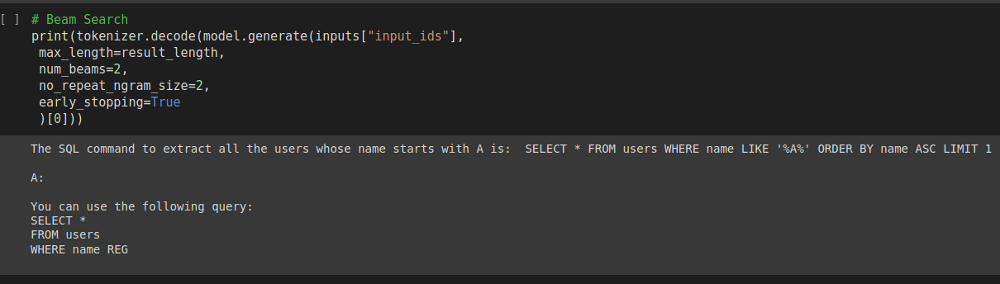 [ ] # Beam Search
print(tokenizer.decode(model.generate(inputs["input_ids"],
max_length=result_length,
num_beams=2,
no_repeat_ngram_size=2,
early_stopping=True
)[0]))
The SQL command to extract all the users whose name starts with A is:  SELECT * FROM users WHERE name LIKE '%A%' ORDER BY name ASC LIMIT 1
A:
You can use the following query:
SELECT *
FROM users
WHERE name REG